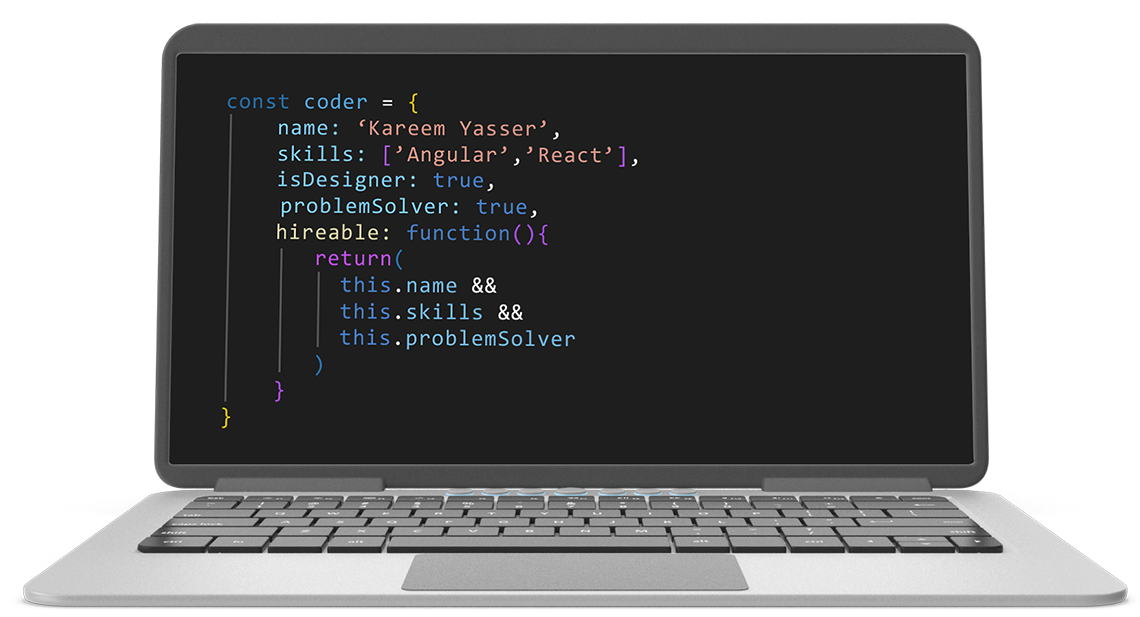 const coder = {
name: ‘Kareem Yasser’,
skills: [’Angular’,’React’],
isDesigner: true,
problemSolver: true,
hireable: function(){
return(
this.name &&
this.skills &&
this.problemSolver
)
}
}